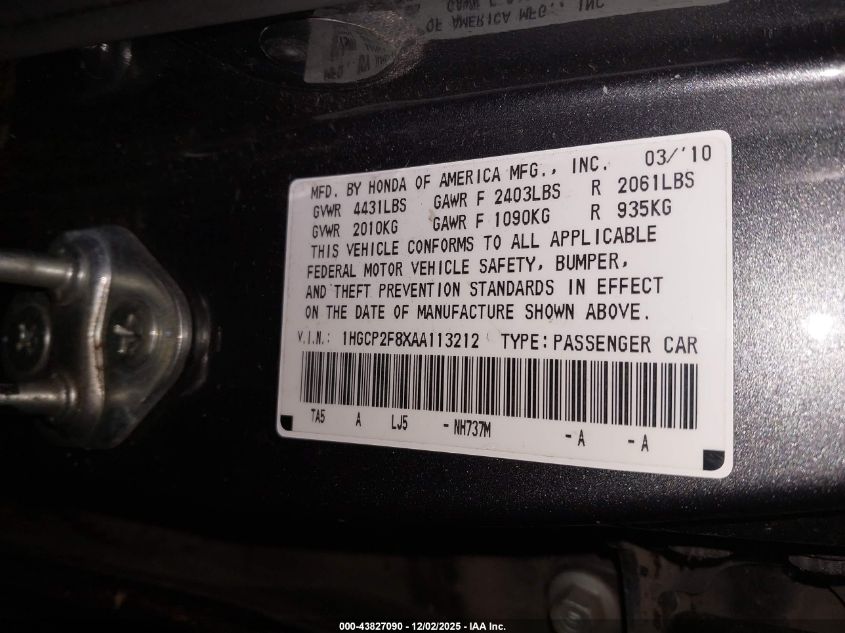 MFD. BY HONDA OF AMERICA MFG., INC. 03/'10
GVWR 4431LBS GAWR F 2403LBS R 2061LBS
GVWR 2010KG GAWR F 1090KG R 935KG
THIS VEHICLE CONFORMS TO ALL APPLICABLE
FEDERAL MOTOR VEHICLE SAFETY, BUMPER,
AND THEFT PREVENTION STANDARDS IN EFFECT
ON THE DATE OF MANUFACTURE SHOWN ABOVE.
V.I.N.: 1HGCP2F8XAA113212 TYPE: PASSENGER CAR
TA5 A LJ5 - NH737M - A - A
000-43827090 - 12/02/2025 - IAA Inc.